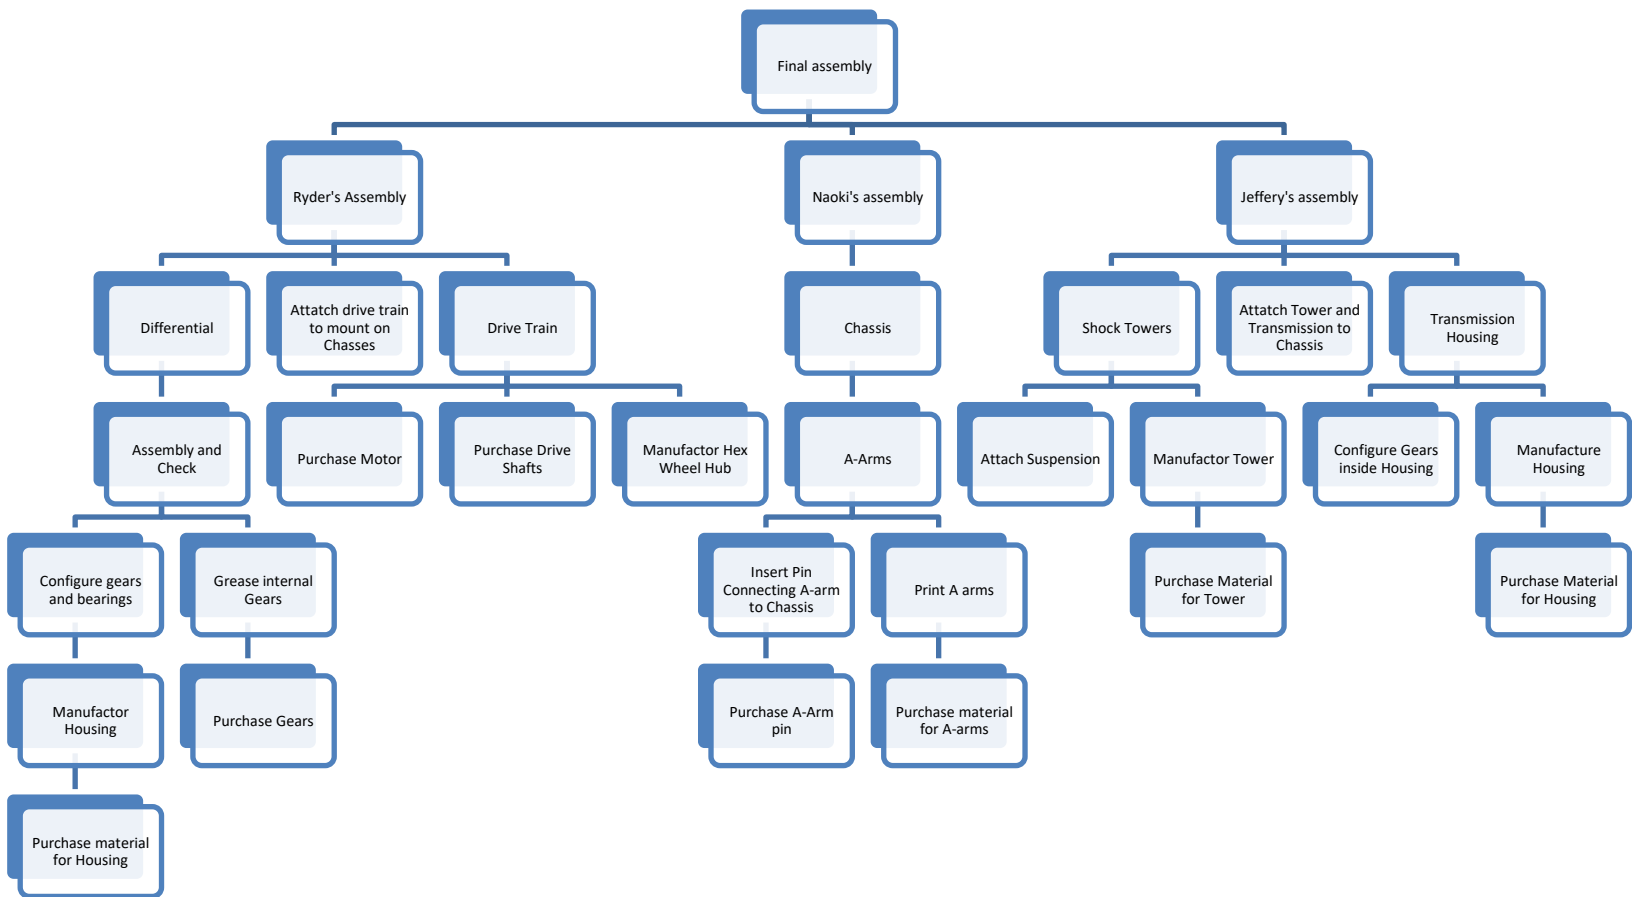 Final assembly
Ryder's Assembly
Naoki's assembly
Jeffery's assembly
Differential
Attatch drive train
to mount on
Chasses
Drive Train
Chassis
Shock Towers
Attatch Tower and
Transmission to
Chassis
Transmission
Housing
Assembly and
Check
Purchase Motor
Purchase Drive
Shafts
Manufactor Hex
Wheel Hub
A-Arms
Attach Suspension
Manufactor Tower
Configure Gears
inside Housing
Manufacture
Housing
Configure gears
and bearings
Grease internal
Gears
Insert Pin
Connecting A-arm
to Chassis
Print A arms
Purchase Material
for Tower
Purchase Material
for Housing
Manufactor
Housing
Purchase Gears
Purchase A-Arm
pin
Purchase material
for A-arms
Purchase material
for Housing